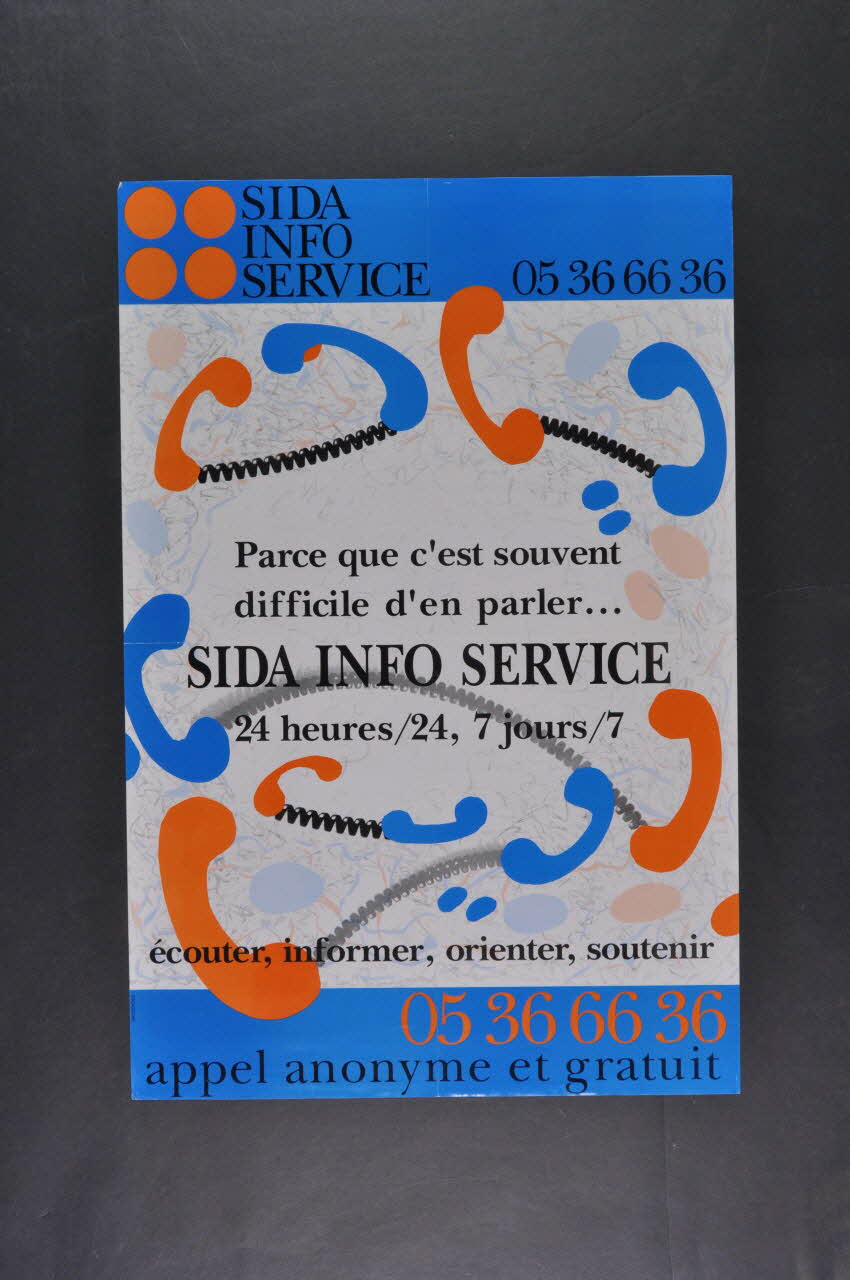 SIDA
INFO
SERVICE
05 36 66 36
Parce que c'est souvent
difficile d'en parler...
SIDA INFO SERVICE
24 heures/24, 7 jours/7
écouter, informer, orienter, soutenir
05 36 66 36
appel anonyme et gratuit